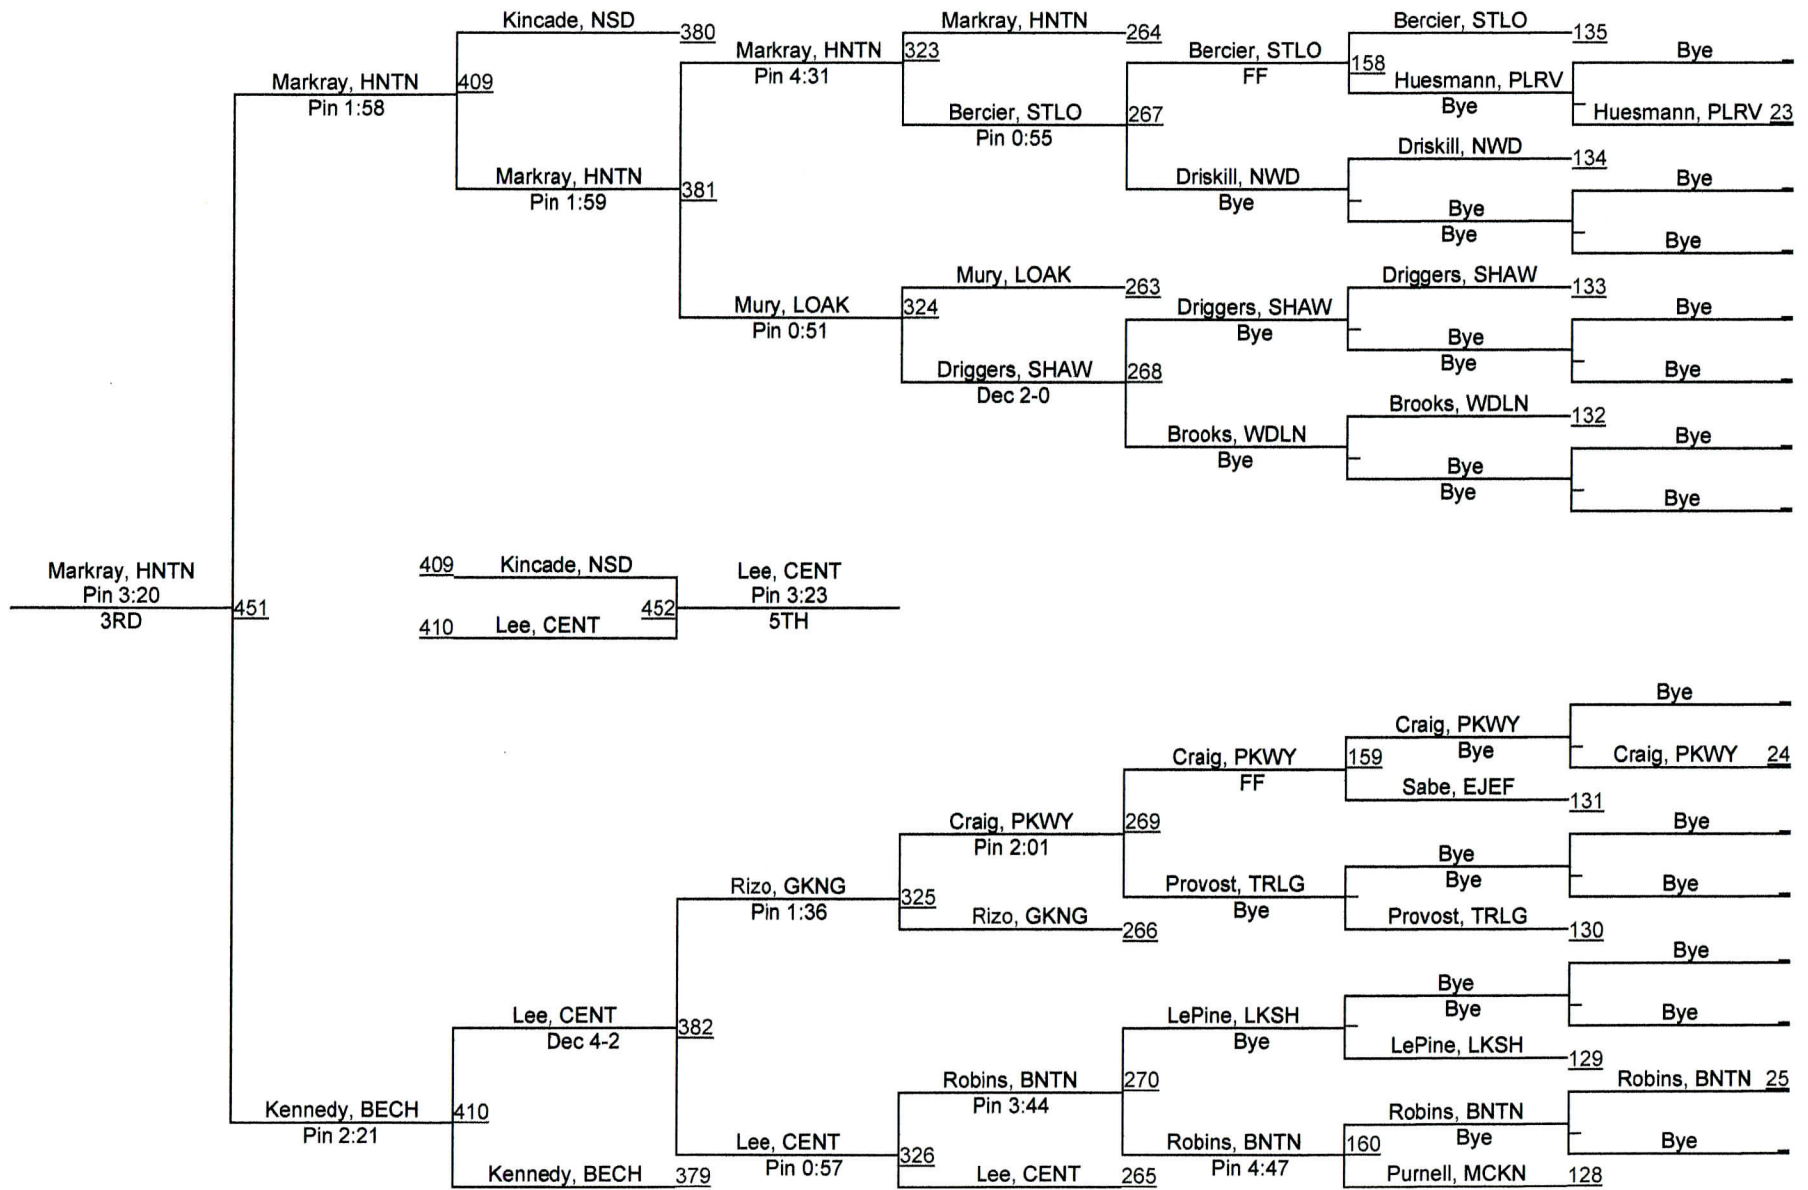 Kincade, NSD 380
Markray, HNTN 264
Bercier, STLO 135
Markray, HNTN 323
Pin 4:31
Bercier, STLO
FF
158
Bye
Markray, HNTN 409
Pin 1:58
Huesmann, PLRV
Bye
Bercier, STLO 267
Pin 0:55
Huesmann, PLRV 23
Driskill, NWD 134
Markray, HNTN 381
Pin 1:59
Driskill, NWD
Bye
Bye
Bye
Bye
Bye
Mury, LOAK 263
Driggers, SHAW 133
Mury, LOAK 324
Pin 0:51
Driggers, SHAW
Bye
Bye
Bye
Bye
Driggers, SHAW 268
Dec 2-0
Bye
Brooks, WDLN 132
Brooks, WDLN
Bye
Bye
Bye
Bye
Bye
Markray, HNTN
Pin 3:20
3RD
451
409 Kincade, NSD
Lee, CENT
Pin 3:23
5TH
452
410 Lee, CENT
Bye
Craig, PKWY
Bye
Craig, PKWY
FF
159
Craig, PKWY 24
Sabe, EJEF 131
Craig, PKWY 269
Pin 2:01
Bye
Bye
Bye
Rizo, GKNG 325
Pin 1:36
Provost, TRLG
Bye
Bye
Rizo, GKNG 266
Provost, TRLG 130
Bye
Bye
Bye
Lee, CENT 382
Dec 4-2
LePine, LKSH
Bye
Bye
LePine, LKSH 129
Robins, BNTN 270
Pin 3:44
Robins, BNTN 25
Kennedy, BECH 410
Pin 2:21
Robins, BNTN
Bye
Lee, CENT 326
Pin 0:57
Robins, BNTN 160
Pin 4:47
Bye
Kennedy, BECH 379
Lee, CENT 265
Purnell, MCKN 128